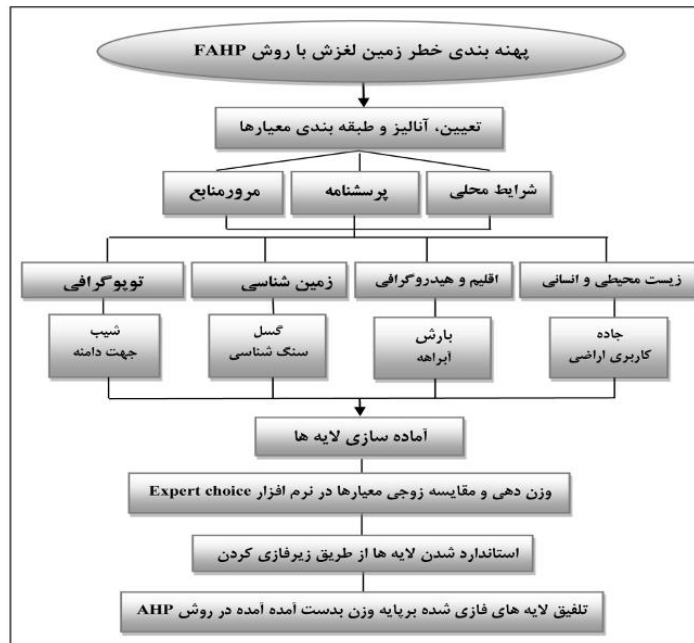 پهنه بندی خطر زمین لغزش با روش FAHP
تعیین، آنالیز و طبقه بندی معیارها
شرایط محلی
پرسشنامه
مرورمنابع
زیست محیطی و انسانی
اقلیم و هیدروگرافی
زمین شناسی
توپوگرافی
جاده
کاربری اراضی
بارش
آبراهه
گسل
سنگ شناسی
شیب
جهت دامنه
آماده سازی لایه ها
وزن دهی و مقایسه زوجی معیارها در نرم افزار Expert choice
استاندارد شدن لایه ها از طریق زیرفازی کردن
تلفیق لایه های فازی شده برپایه وزن بدست آمده آمده در روش AHP